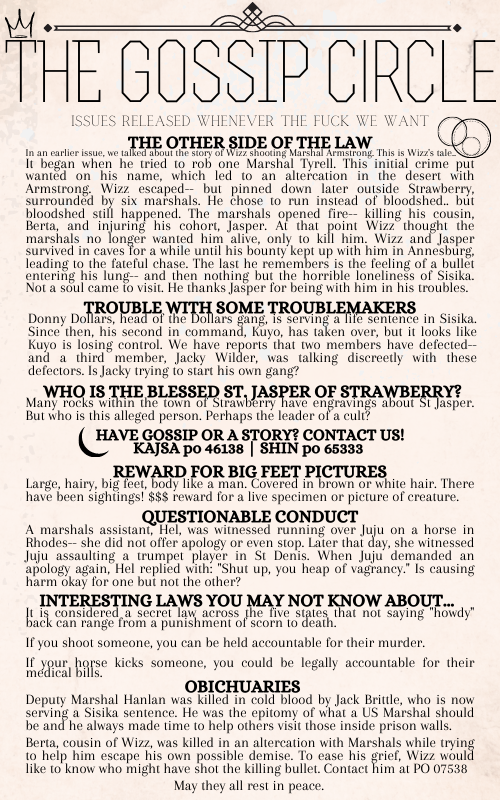 THE GOSSIP CIRCLE
ISSUES RELEASED WHENEVER THE FUCK WE WANT
THE OTHER SIDE OF THE LAW
In an earlier issue, we talked about the story of Wizz shooting Marshal Armstrong. This is Wizz's tale...
It began when he tried to rob one Marshal Tyrell. This initial crime put
wanted on his name, which led to an altercation in the desert with
Armstrong. Wizz escaped-- but pinned down later outside Strawberry,
surrounded by six marshals. He chose to run instead of bloodshed.. but
bloodshed still happened. The marshals opened fire-- killing his cousin,
Berta, and injuring his cohort, Jasper. At that point Wizz thought the
marshals no longer wanted him alive, only to kill him. Wizz and Jasper
survived in caves for a while until his bounty kept up with him in Annesburg,
leading to the fateful chase. The last he remembers is the feeling of a bullet
entering his lung-- and then nothing but the horrible loneliness of Sisika.
Not a soul came to visit. He thanks Jasper for being with him in his troubles.
TROUBLE WITH SOME TROUBLEMAKERS
Donny Dollars, head of the Dollars gang, is serving a life sentence in Sisika.
Since then, his second in command, Kuyo, has taken over, but it looks like
Kuyo is losing control. We have reports that two members have defected--
and a third member, Jacky Wilder, was talking discreetly with these
defectors. Is Jacky trying to start his own gang?
WHO IS THE BLESSED ST. JASPER OF STRAWBERRY?
Many rocks within the town of Strawberry have engravings about St Jasper.
But who is this alleged person. Perhaps the leader of a cult?
HAVE GOSSIP OR A STORY? CONTACT US!
KAJSA po 46138 | SHIN po 65333
REWARD FOR BIG FEET PICTURES
Large, hairy, big feet, body like a man. Covered in brown or white hair. There
have been sightings! $$$ reward for a live specimen or picture of creature.
QUESTIONABLE CONDUCT
A marshals assistant, Hel, was witnessed running over Juju on a horse in
Rhodes-- she did not offer apology or even stop. Later that day, she witnessed
Juju assaulting a trumpet player in St Denis. When Juju demanded an
apology again, Hel replied with: "Shut up, you heap of vagrancy." Is causing
harm okay for one but not the other?
INTERESTING LAWS YOU MAY NOT KNOW ABOUT...
It is considered a secret law across the five states that not saying "howdy"
back can range from a punishment of scorn to death.
If you shoot someone, you can be held accountable for their murder.
If your horse kicks someone, you could be legally accountable for their
medical bills.
OBICHUARIES
Deputy Marshal Hanlan was killed in cold blood by Jack Brittle, who is now
serving a Sisika sentence. He was the epitomy of what a US Marshal should
be and he always made time to help others visit those inside prison walls.
Berta, cousin of Wizz, was killed in an altercation with Marshals while trying
to help him escape his own possible demise. To ease his grief, Wizz would
like to know who might have shot the killing bullet. Contact him at PO 07538
May they all rest in peace.